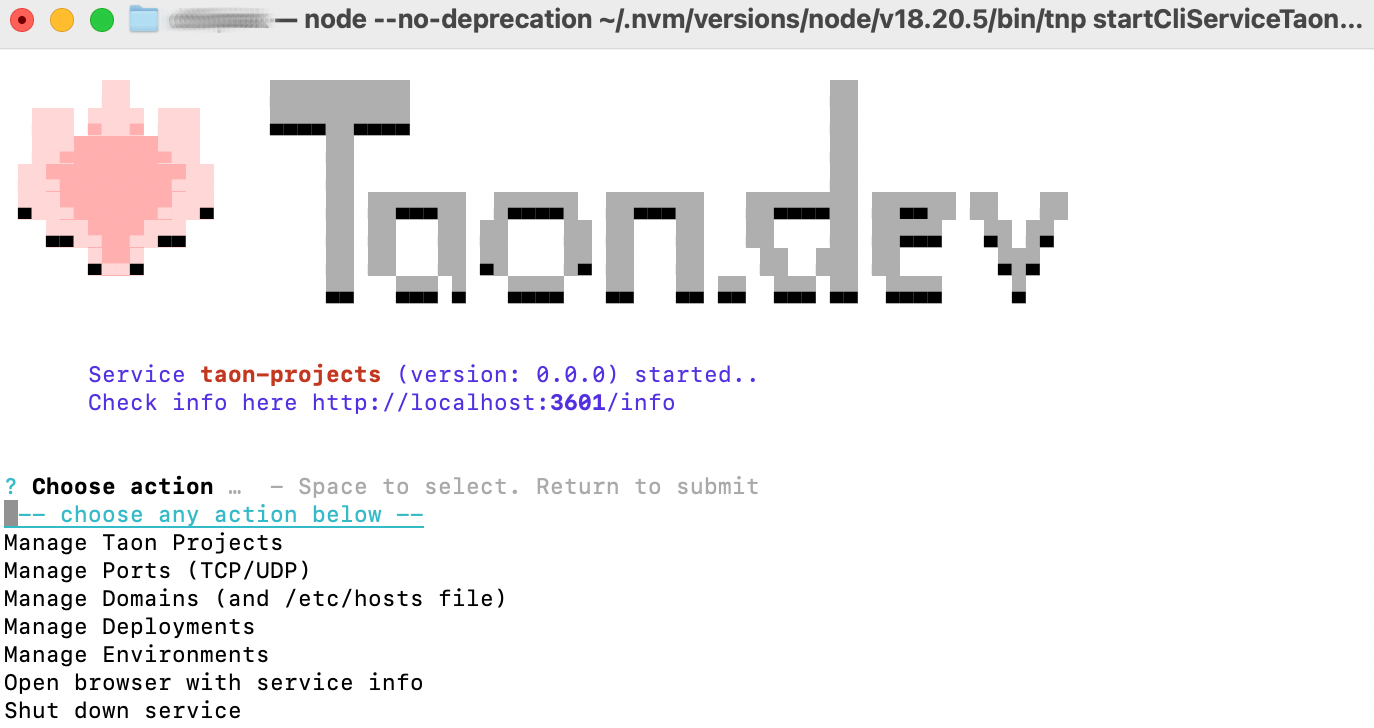 — node --no-deprecation ~/.nvm/versions/node/v18.20.5/bin/tnp startCliServiceTaon...
Taon.dev
Service taon-projects (version: 0.0.0) started..
Check info here http://localhost:3601/info
? Choose action … – Space to select. Return to submit
-- choose any action below --
Manage Taon Projects
Manage Ports (TCP/UDP)
Manage Domains (and /etc/hosts file)
Manage Deployments
Manage Environments
Open browser with service info
Shut down service